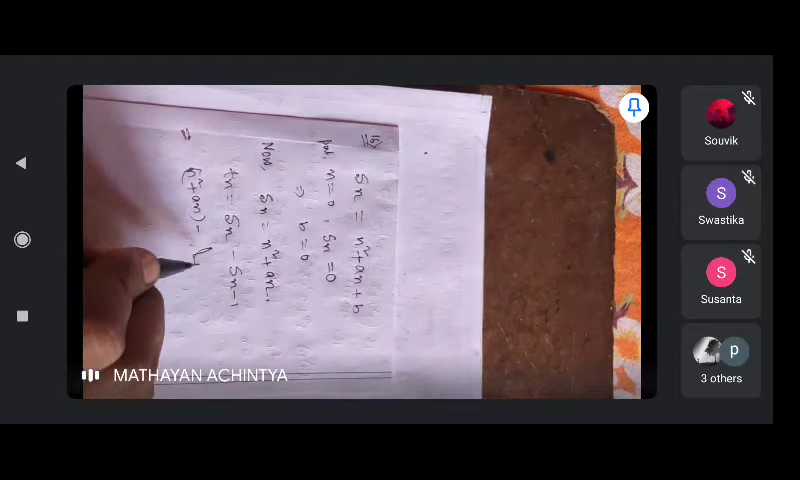 16)
Sn = n²+an+b
put, n=0, Sn=0
⇒ b=0
Now, Sn = n²+an.
tn = Sn - Sn-1
= (n²+an) - {
MATHAYAN ACHINTYA
Souvik
S
Swastika
S
Susanta
p
3 others